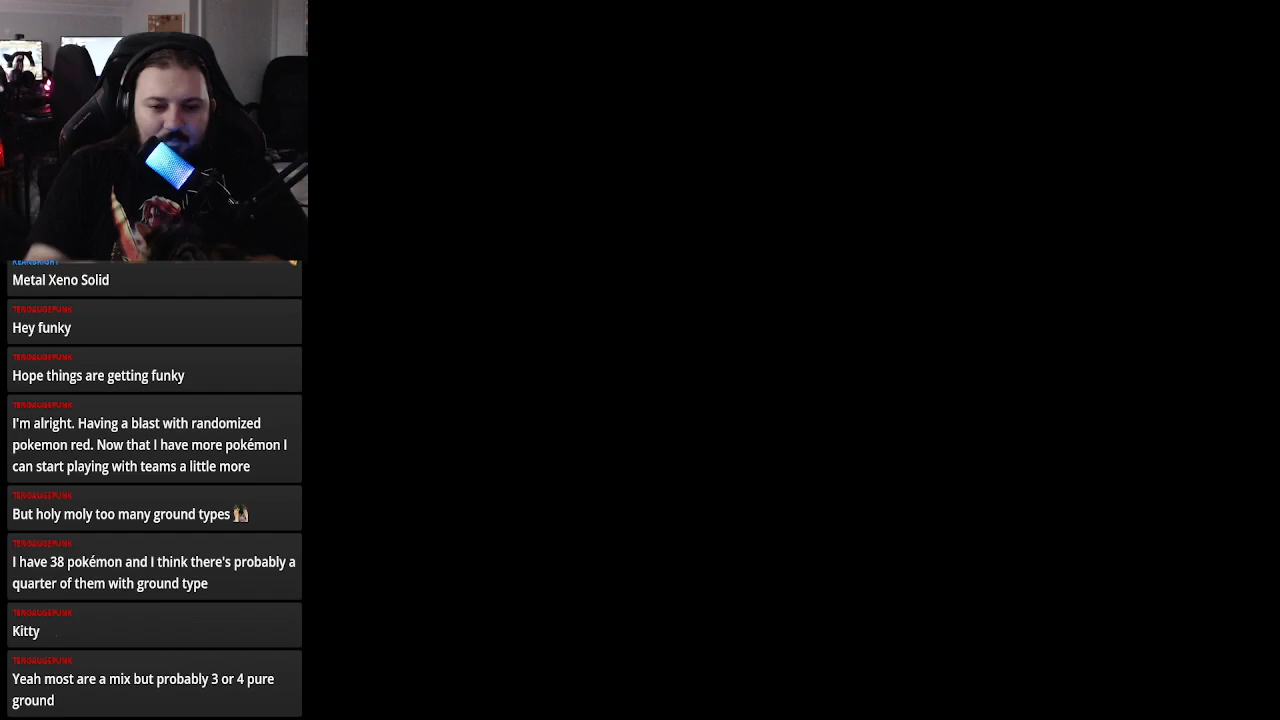 Metal Xeno Solid
Hey funky
Hope things are getting funky
I'm alright. Having a blast with randomized
pokemon red. Now that I have more pokémon I
can start playing with teams a little more
But holy moly too many ground types
I have 38 pokémon and I think there's probably a
quarter of them with ground type
Kitty
Yeah most are a mix but probably 3 or 4 pure
ground